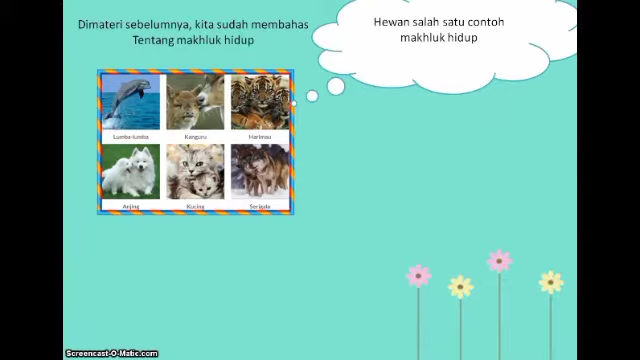 Dimateri sebelumnya, kita sudah membahas
Tentang makhluk hidup
Hewan salah satu contoh
makhluk hidup
Lumba-lumba
Kanguru
Harimau
Anjing
Kucing
Serigala
Screencast-O-Matic.com